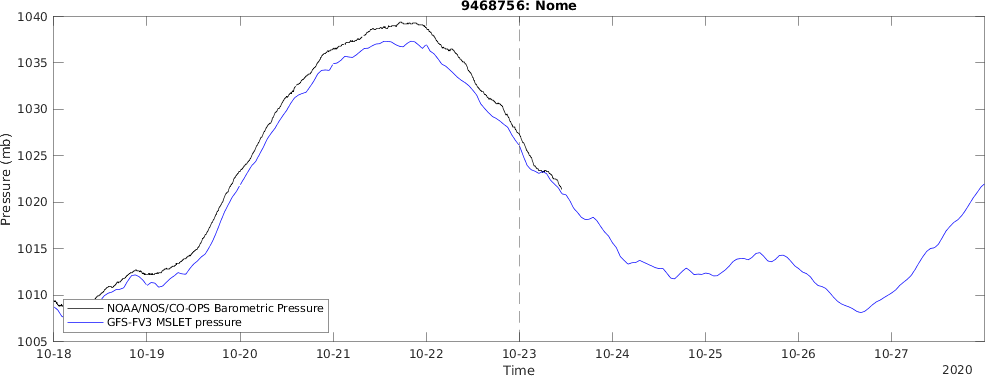 9468756: Nome
1040
1035
1030
1025
1020
1015
1010
1005
Pressure (mb)
NOAA/NOS/CO-OPS Barometric Pressure
GFS-FV3 MSLET pressure
10-18 10-19 10-20 10-21 10-22 10-23 10-24 10-25 10-26 10-27
Time
2020